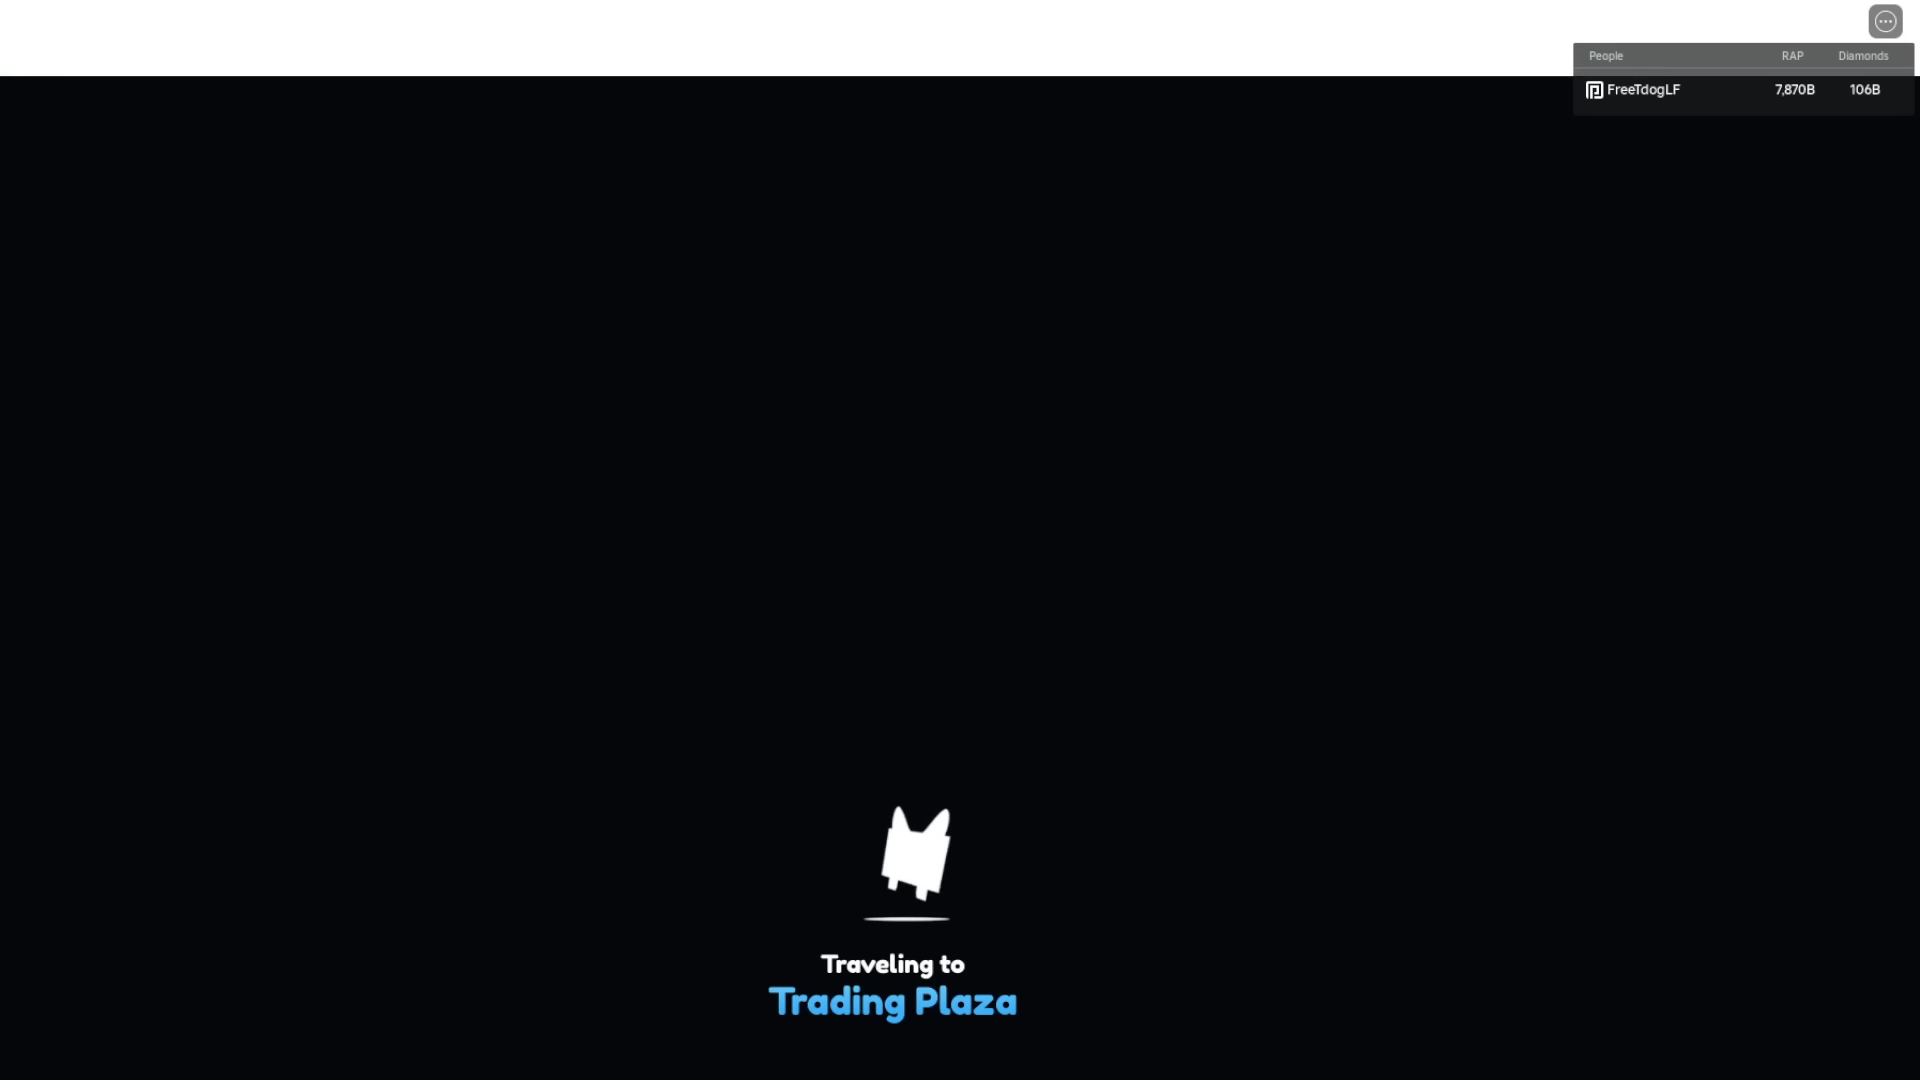 People RAP Diamonds
FreeTdogLF 7,870B 106B
Traveling to
Trading Plaza